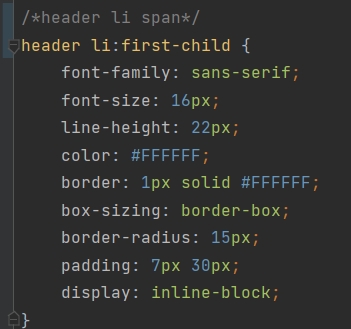 /*header li span*/
header li:first-child {
    font-family: sans-serif;
    font-size: 16px;
    line-height: 22px;
    color: #FFFFFF;
    border: 1px solid #FFFFFF;
    box-sizing: border-box;
    border-radius: 15px;
    padding: 7px 30px;
    display: inline-block;
}